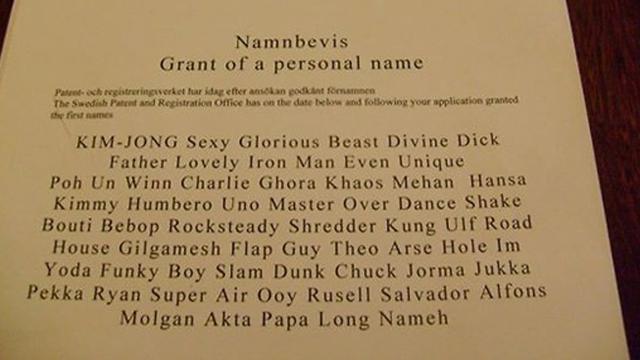 Namnbevis
Grant of a personal name
Patent- och registreringsverket har idag efter ansökan godkänt förnamnen
The Swedish Patent and Registration Office has on the date below and following your application granted
the first names
KIM-JONG Sexy Glorious Beast Divine Dick
Father Lovely Iron Man Even Unique
Poh Un Winn Charlie Ghora Khaos Mehan Hansa
Kimmy Humbero Uno Master Over Dance Shake
Bouti Bebop Rocksteady Shredder Kung Ulf Road
House Gilgamesh Flap Guy Theo Arse Hole Im
Yoda Funky Boy Slam Dunk Chuck Jorma Jukka
Pekka Ryan Super Air Ooy Rusell Salvador Alfons
Molgan Akta Papa Long Nameh